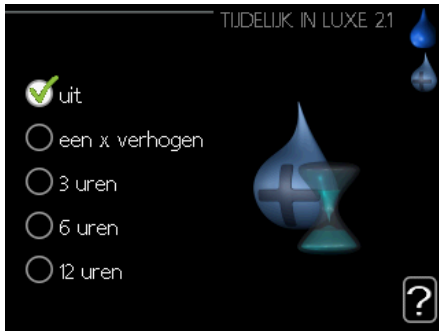 TIJDELIJK IN LUXE 2.1
uit
een x verhogen
3 uren
6 uren
12 uren
?